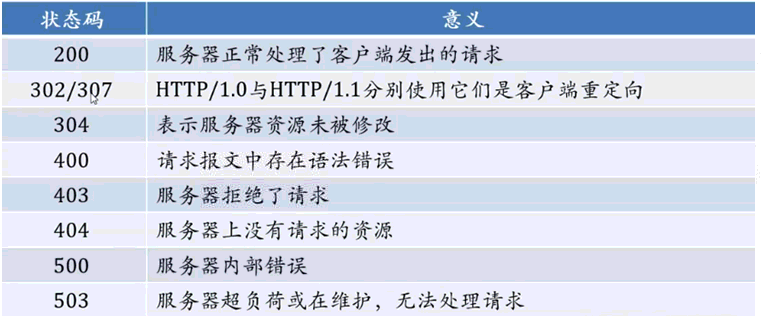 状态码 意义
200 服务器正常处理了客户端发出的请求
302/307 HTTP/1.0与HTTP/1.1分别使用它们是客户端重定向
304 表示服务器资源未被修改
400 请求报文中存在语法错误
403 服务器拒绝了请求
404 服务器上没有请求的资源
500 服务器内部错误
503 服务器超负荷或在维护，无法处理请求